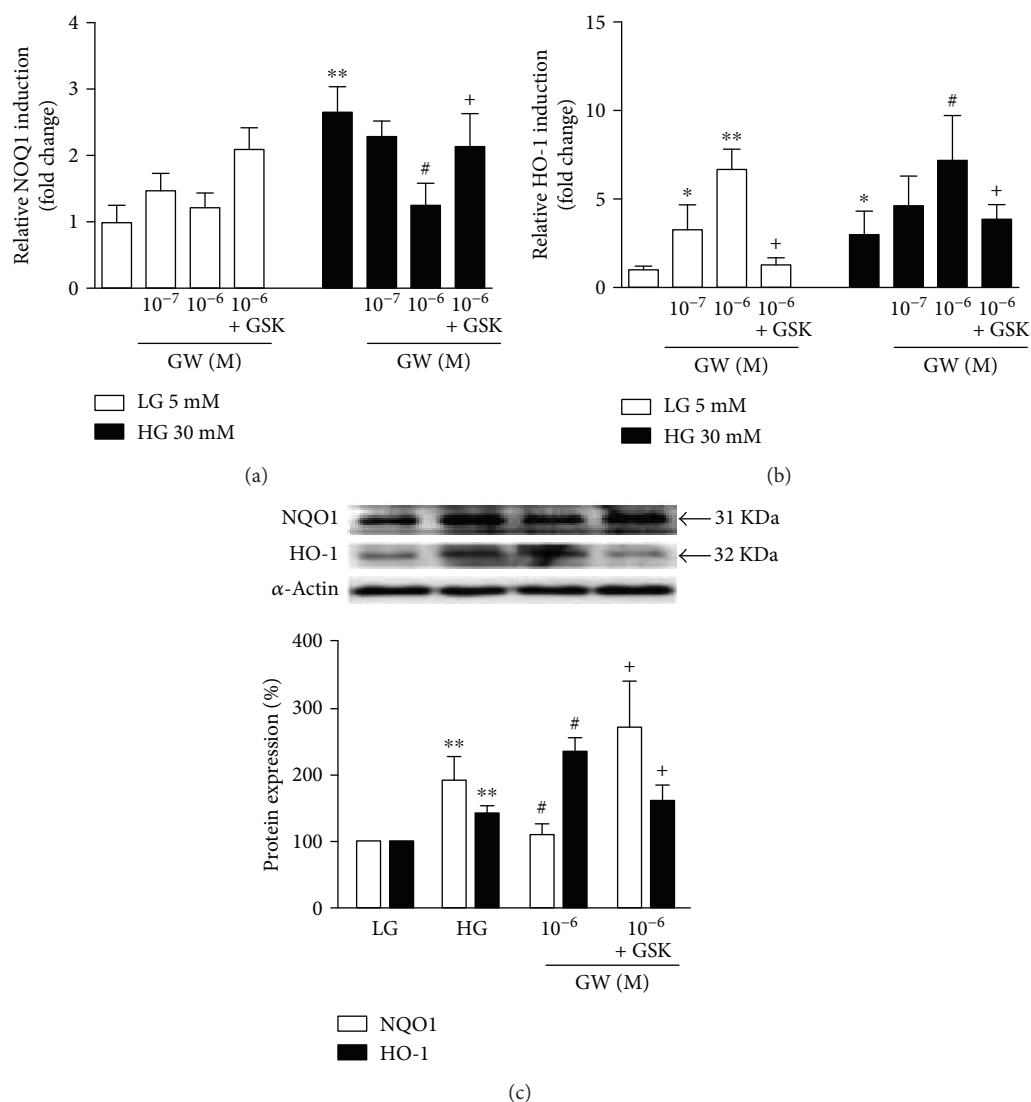 Relative NOQ1 induction
(fold change)
4
3
2
1
0
**
#
+
10⁻⁷ 10⁻⁶ 10⁻⁶ 10⁻⁷ 10⁻⁶ 10⁻⁶
+ GSK + GSK
GW (M) GW (M)
LG 5 mM
HG 30 mM
(a)
Relative HO-1 induction
(fold change)
15
10
5
0
*
**
+
*
#
+
10⁻⁷ 10⁻⁶ 10⁻⁶ 10⁻⁷ 10⁻⁶ 10⁻⁶
+ GSK + GSK
GW (M) GW (M)
LG 5 mM
HG 30 mM
(b)
NQO1 ←31 KDa
HO-1 ←32 KDa
α-Actin
Protein expression (%)
400
300
200
100
0
**
**
#
#
+
+
LG HG 10⁻⁶ 10⁻⁶
+ GSK
GW (M)
NQO1
HO-1
(c)